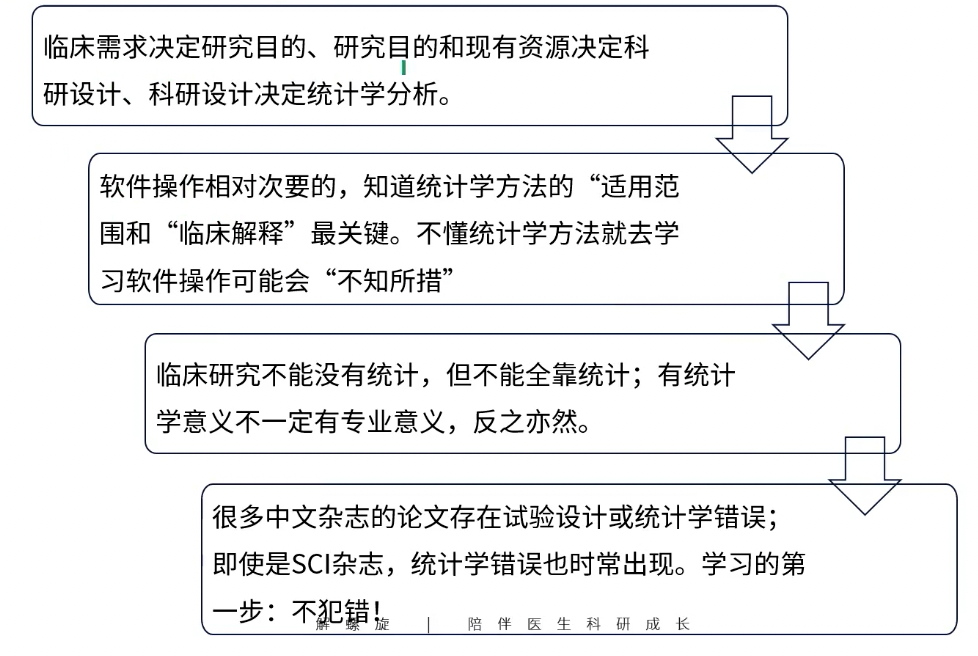 临床需求决定研究目的、研究目的和现有资源决定科
研设计、科研设计决定统计学分析。
软件操作相对次要的，知道统计学方法的“适用范
围和“临床解释”最关键。不懂统计学方法就去学
习软件操作可能会“不知所措”
临床研究不能没有统计，但不能全靠统计；有统计
学意义不一定有专业意义，反之亦然。
很多中文杂志的论文存在试验设计或统计学错误；
即使是SCI杂志，统计学错误也时常出现。学习的第
一步：不犯错！
解螺旋 | 陪伴医生科研成长